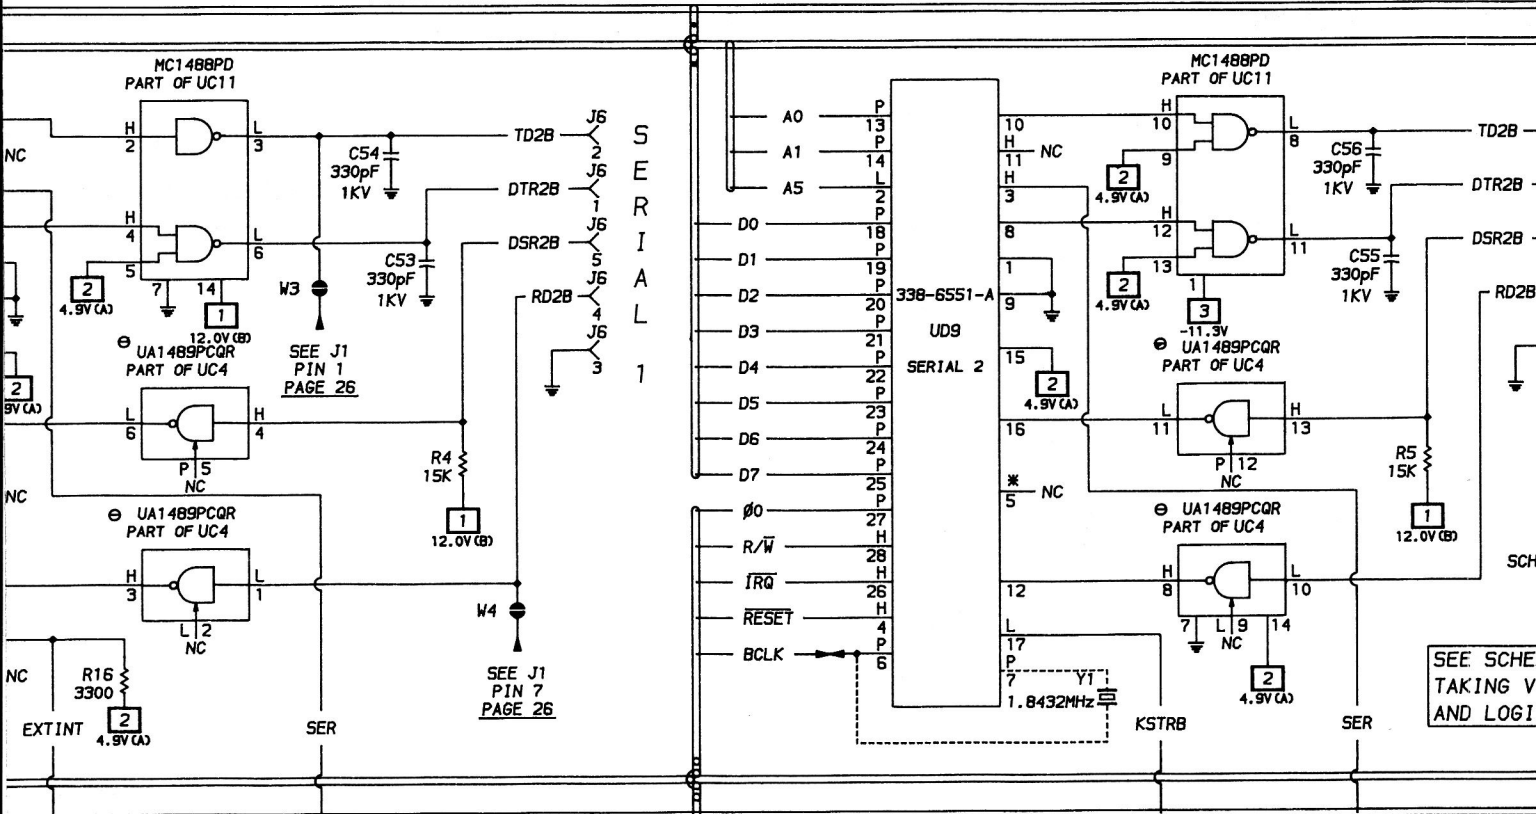 MC1488PD
PART OF UC11
H
2
L
3
NC
C54
330pF
1KV
H
4
5
L
6
2
4.9V(A)
7
14
1
12.0V(B)
C53
330pF
1KV
W3
SEE J1
PIN 1
PAGE 26
TD2B
J6
2
DTR2B
J6
1
DSR2B
J6
5
RD2B
J6
4
J6
3
SERIAL 1
⊖ UA1489PCQR
PART OF UC4
2
9V(A)
L
6
H
4
P 5
NC
R4
15K
1
12.0V(B)
NC
⊖ UA1489PCQR
PART OF UC4
H
3
L
1
L 2
NC
W4
SEE J1
PIN 7
PAGE 26
NC
R16
3300
2
4.9V(A)
EXTINT
SER
A0
P
13
A1
P
14
A5
L
2
D0
P
18
D1
P
19
D2
P
20
D3
P
21
D4
P
22
D5
P
23
D6
P
24
D7
P
25
Ø0
P
27
R/W̅
H
28
I̅R̅Q̅
H
26
R̅E̅S̅E̅T̅
H
4
BCLK
P
6
338-6551-A
UD9
SERIAL 2
10
H
11
NC
H
3
8
1
9
15
2
4.9V(A)
16
*
5
NC
12
L
17
P
7
Y1
1.8432MHz
KSTRB
SER
MC1488PD
PART OF UC11
H
10
9
L
8
2
4.9V(A)
H
12
13
L
11
2
4.9V(A)
1
3
-11.3V
C56
330pF
1KV
C55
330pF
1KV
TD2B
DTR2B
DSR2B
RD2B
⊖ UA1489PCQR
PART OF UC4
L
11
H
13
P 12
NC
R5
15K
1
12.0V(B)
⊖ UA1489PCQR
PART OF UC4
H
8
L
10
7
L 9
14
NC
2
4.9V(A)
SCH
SEE SCHE
TAKING V
AND LOGI